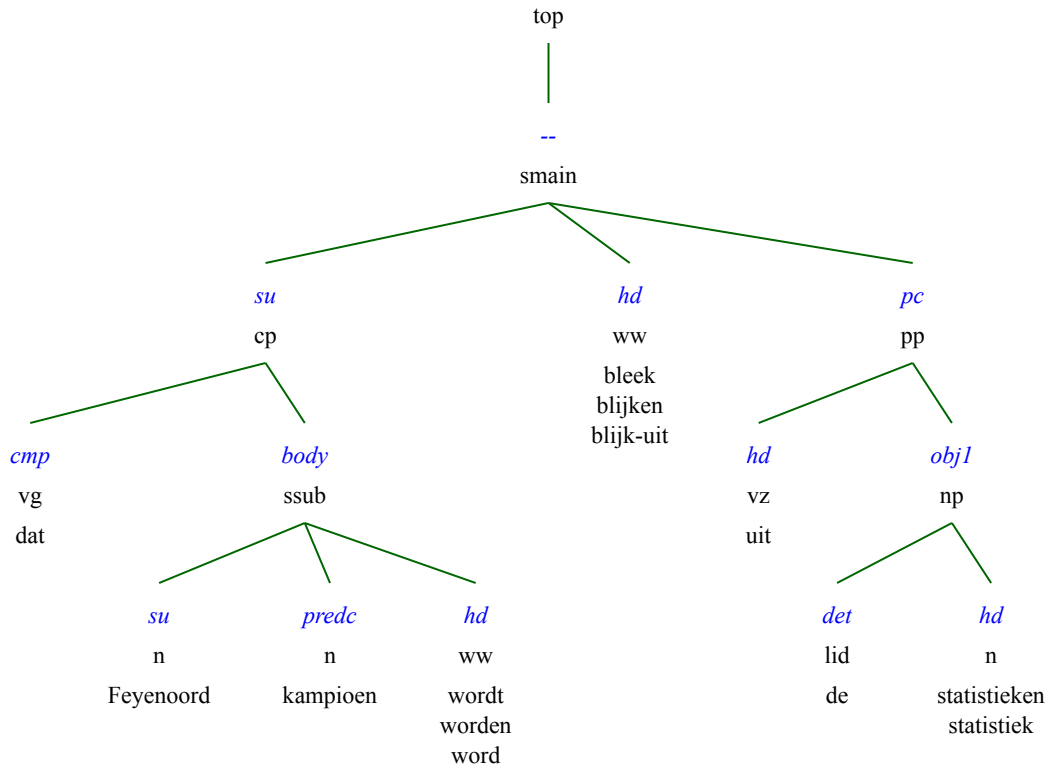 top
--
smain
su hd pc
cp ww pp
bleek
blijken
blijk-uit
cmp body hd obj1
vg ssub vz np
dat uit
su predc hd det hd
n n ww lid n
Feyenoord kampioen wordt de statistieken
worden statistiek
word